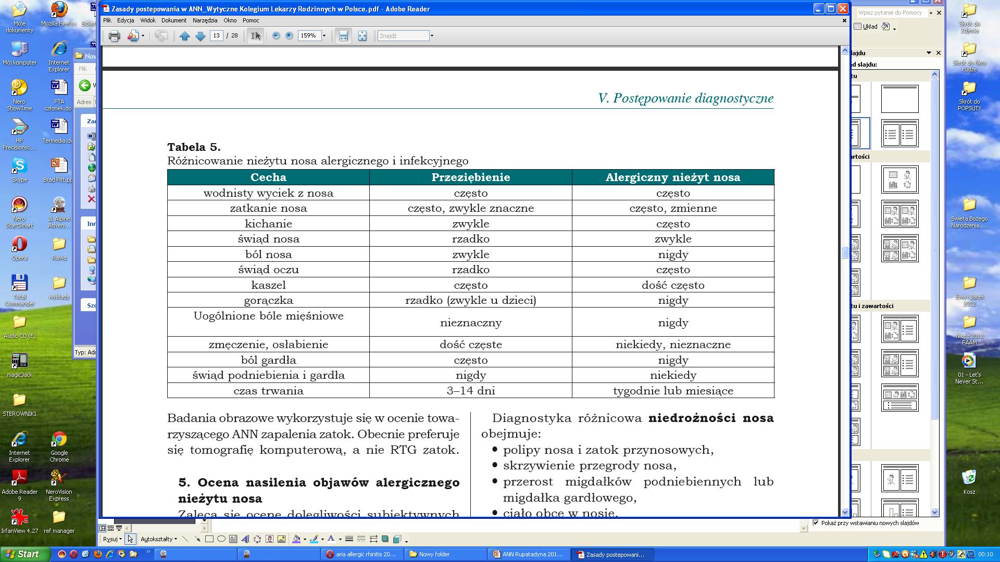 Zasady postepowania w ANN_Wytyczne Kolegium Lekarzy Rodzinnych w Polsce.pdf - Adobe Reader
Plik Edycja Widok Dokument Narzędzia Okno Pomoc
13 / 28 159% Znajdź
V. Postępowanie diagnostyczne
Tabela 5.
Różnicowanie nieżytu nosa alergicznego i infekcyjnego
Cecha Przeziębienie Alergiczny nieżyt nosa
wodnisty wyciek z nosa często często
zatkanie nosa często, zwykle znaczne często, zmienne
kichanie zwykle często
świąd nosa rzadko zwykle
ból nosa zwykle nigdy
świąd oczu rzadko często
kaszel często dość często
gorączka rzadko (zwykle u dzieci) nigdy
Uogólnione bóle mięśniowe nieznaczny nigdy
zmęczenie, osłabienie dość częste niekiedy, nieznaczne
ból gardła często nigdy
świąd podniebienia i gardła nigdy niekiedy
czas trwania 3–14 dni tygodnie lub miesiące
Badania obrazowe wykorzystuje się w ocenie towa-
rzyszącego ANN zapalenia zatok. Obecnie preferuje
się tomografię komputerową, a nie RTG zatok.
5. Ocena nasilenia objawów alergicznego
nieżytu nosa
Zaleca się ocenę dolegliwości subiektywnych
Diagnostyka różnicowa niedrożności nosa
obejmuje:
• polipy nosa i zatok przynosowych,
• skrzywienie przegrody nosa,
• przerost migdałków podniebiennych lub
migdałka gardłowego,
• ciało obce w nosie,
Moje
dokumenty
Mozilla Firefox
Mój komputer
Internet
Explorer
Nero
ShowTime
PTA
członek.do
HP
Precisionsc...
Termedia.do
Skype
Brad Pitt.pp
Nero
StartSmart
JL Alpine
Adven...
Opera
Rawa
Total
Commander
wykłady
Audio CD (E)
magicJack
STEROWNIKI
Internet
Explorer
Google
Chrome
Adobe Reader
9
NeroVision
Express
IrfanView 4.27
ref manager
Plik
Adres
Typ: Ado
Wpisz pytanie do Pomocy
Układ
ad slajdu:
tu i zawartości
Pokaż przy wstawianiu nowych slajdów
Skrót do
zdjecia
Skrót do filmy
cudze
Skrót do
POPSUTY
Swieta Bożego
Narodzenia ...
Ewa i Jacek
2012
Nicea 2013
FAAM
01 - Let's
Never St...
Kosz
Rysuj Autokształty
Start
aria allergic rhinitis 20...
Nowy folder
ANN Rupatadyna 201...
Zasady postepowani...
00:10